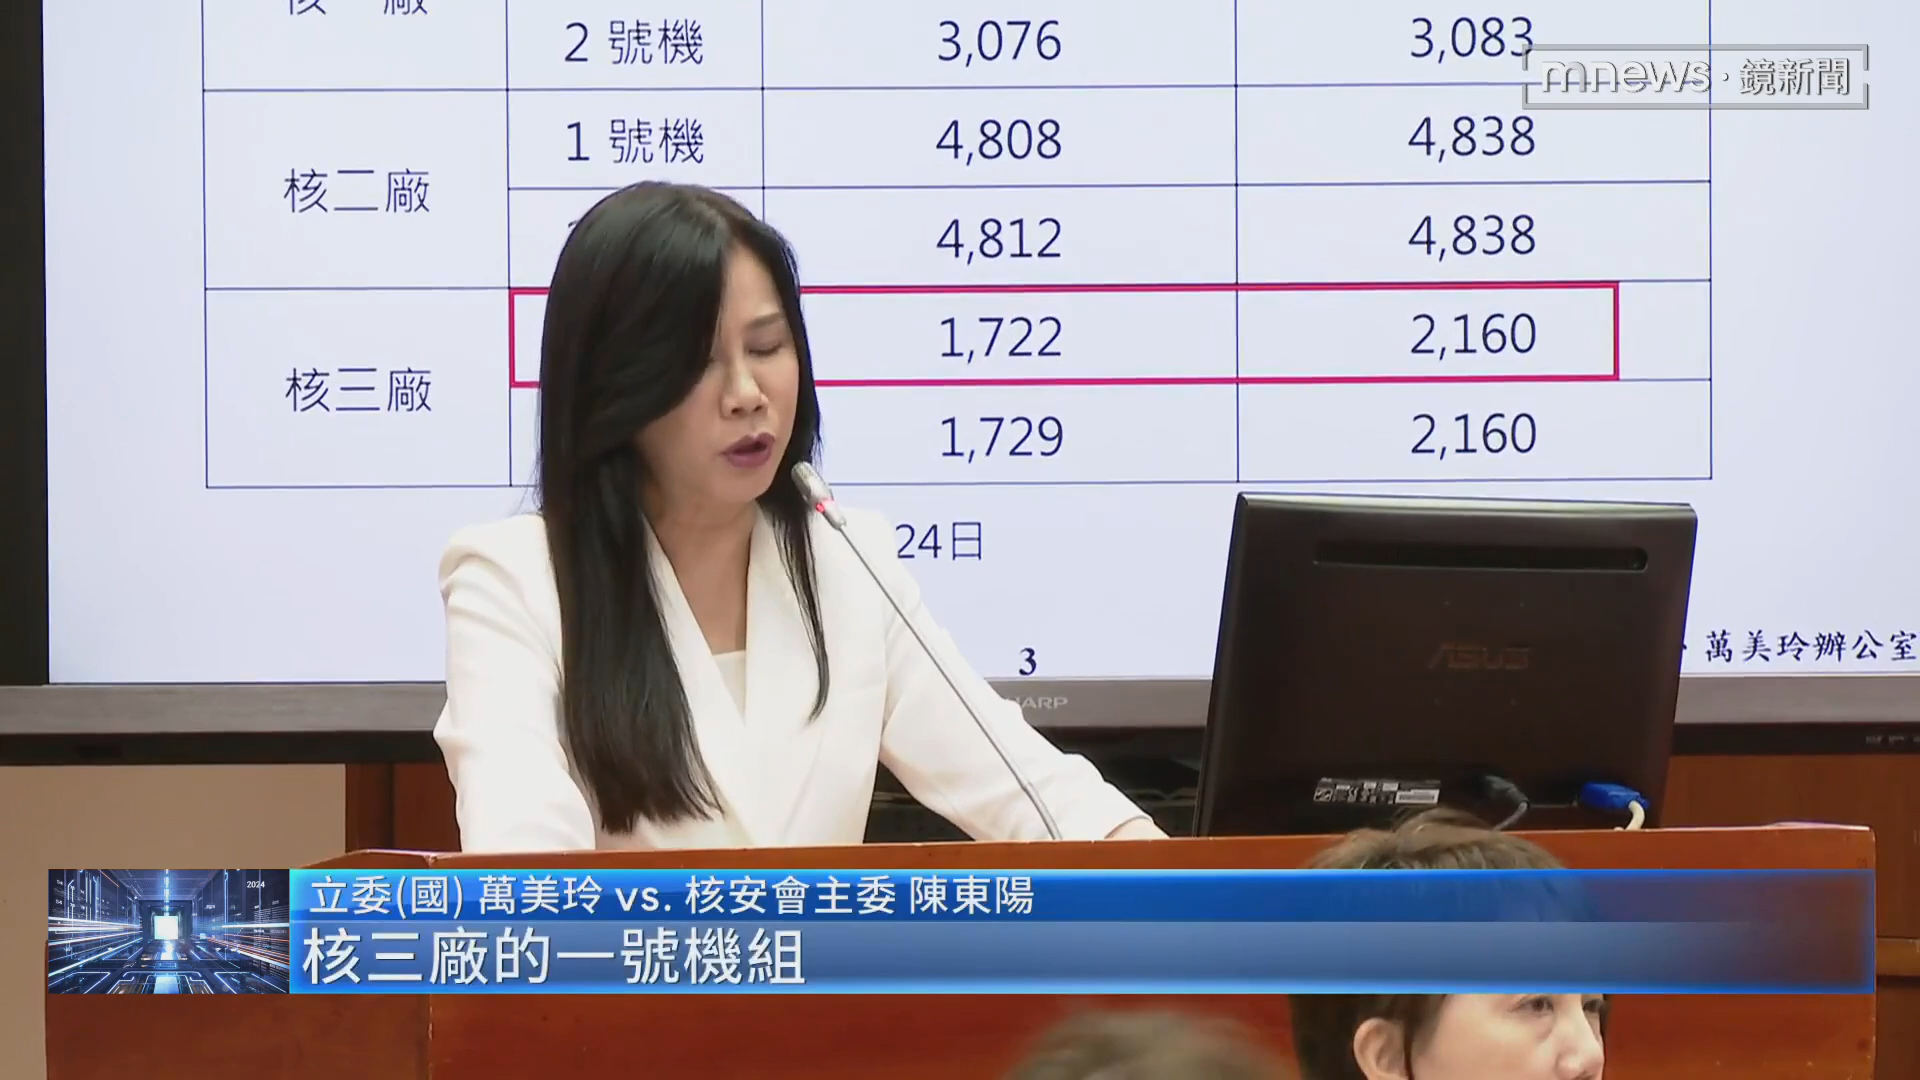 2 號機 3,076 3,083
mnews·鏡新聞
1 號機 4,808 4,838
核二廠
4,812 4,838
1,722 2,160
核三廠
1,729 2,160
24日
3
萬美玲辦公室
ASUS
2024
立委(國) 萬美玲 vs. 核安會主委 陳東陽
核三廠的一號機組